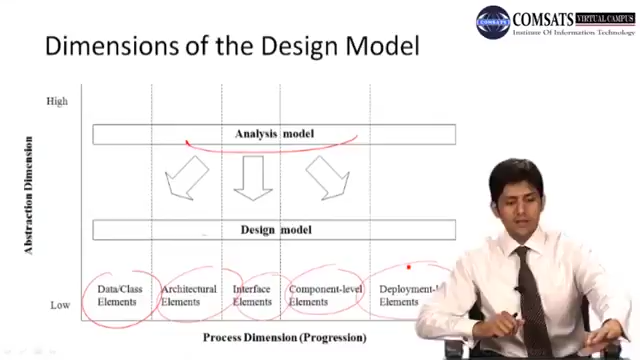 COMSATS
VIRTUAL CAMPUS
Institute Of Information Technology
Dimensions of the Design Model
High
Analysis model
Abstraction Dimension
Design model
Data/Class
Elements
Architectural
Elements
Interface
Elements
Component-level
Elements
Elements
Low
Process Dimension (Progression)